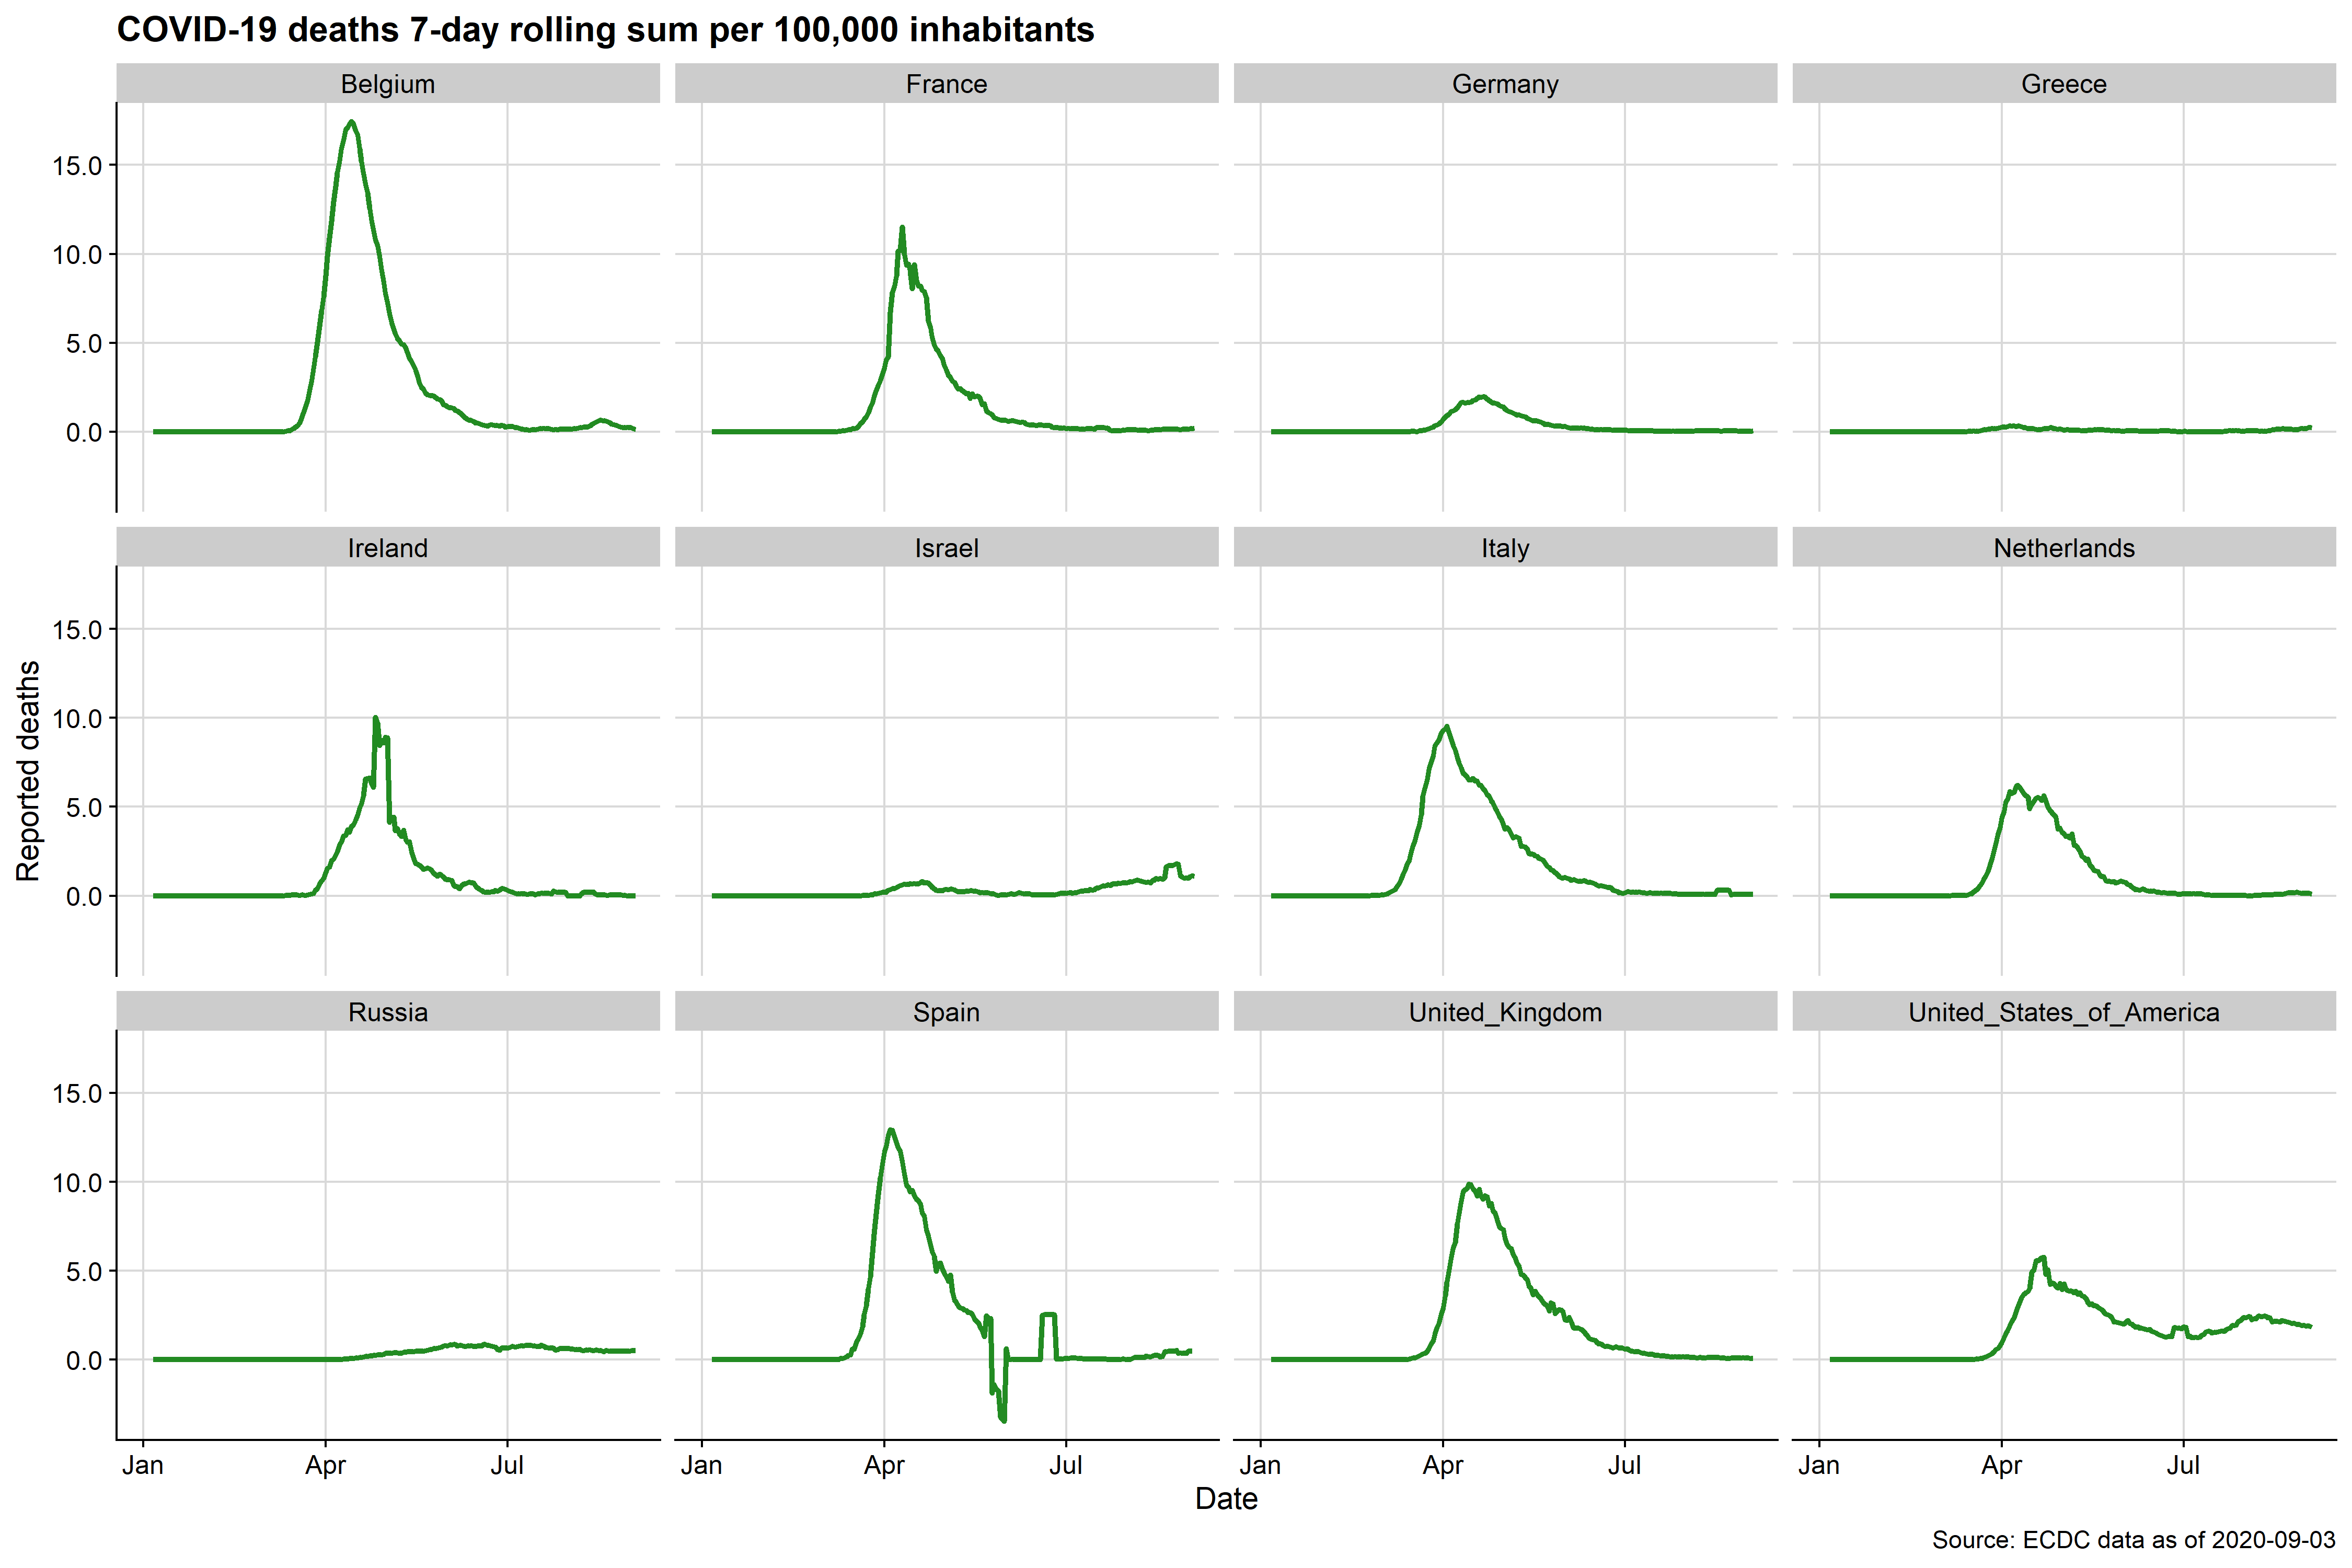 COVID-19 deaths 7-day rolling sum per 100,000 inhabitants
Belgium France Germany Greece
15.0
10.0
5.0
0.0
Ireland Israel Italy Netherlands
15.0
10.0
5.0
0.0
Reported deaths
Russia Spain United_Kingdom United_States_of_America
15.0
10.0
5.0
0.0
Jan Apr Jul Jan Apr Jul Jan Apr Jul Jan Apr Jul
Date
Source: ECDC data as of 2020-09-03